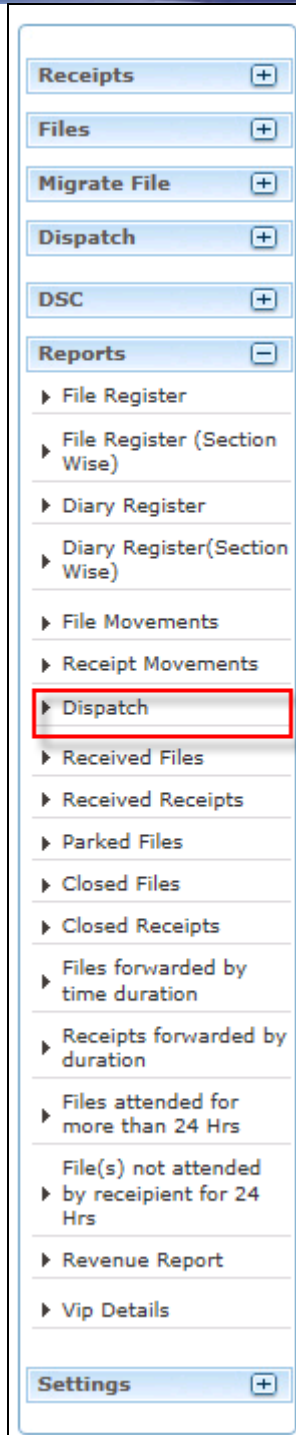 Receipts
Files
Migrate File
Dispatch
DSC
Reports
File Register
File Register (Section
Wise)
Diary Register
Diary Register(Section
Wise)
File Movements
Receipt Movements
Dispatch
Received Files
Received Receipts
Parked Files
Closed Files
Closed Receipts
Files forwarded by
time duration
Receipts forwarded by
duration
Files attended for
more than 24 Hrs
File(s) not attended
by receipient for 24
Hrs
Revenue Report
Vip Details
Settings